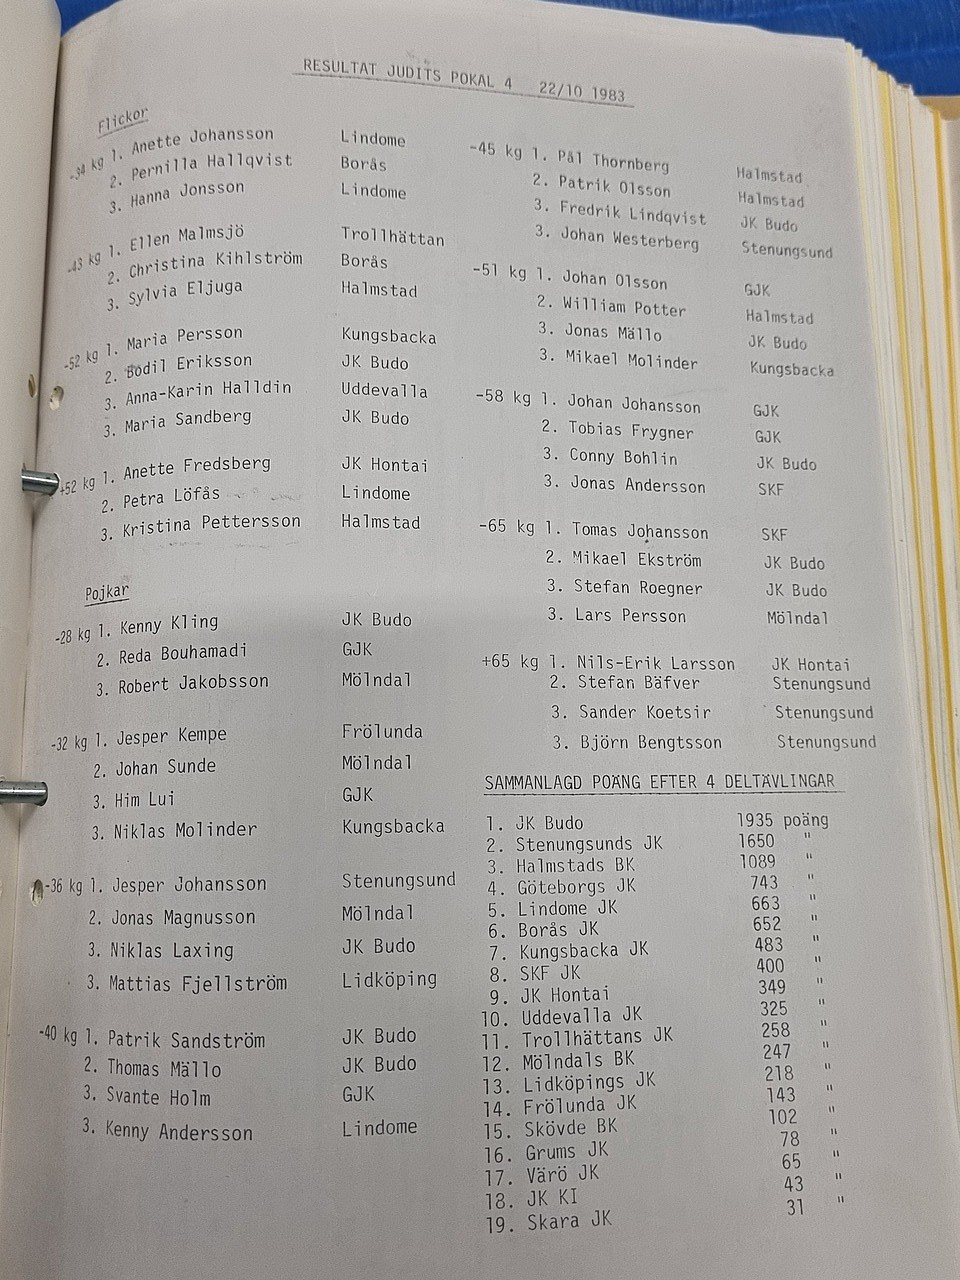 RESULTAT JUDITS POKAL 4 22/10 1983
Flickor
-34 kg 1. Anette Johansson Lindome
2. Pernilla Hallqvist Borås
3. Hanna Jonsson Lindome
-43 kg 1. Ellen Malmsjö Trollhättan
2. Christina Kihlström Borås
3. Sylvia Eljuga Halmstad
-52 kg 1. Maria Persson Kungsbacka
2. Bodil Eriksson JK Budo
3. Anna-Karin Halldin Uddevalla
3. Maria Sandberg JK Budo
+52 kg 1. Anette Fredsberg JK Hontai
2. Petra Löfås Lindome
3. Kristina Pettersson Halmstad
Pojkar
-28 kg 1. Kenny Kling JK Budo
2. Reda Bouhamadi GJK
3. Robert Jakobsson Mölndal
-32 kg 1. Jesper Kempe Frölunda
2. Johan Sunde Mölndal
3. Him Lui GJK
3. Niklas Molinder Kungsbacka
-36 kg 1. Jesper Johansson Stenungsund
2. Jonas Magnusson Mölndal
3. Niklas Laxing JK Budo
3. Mattias Fjellström Lidköping
-40 kg 1. Patrik Sandström JK Budo
2. Thomas Mällo JK Budo
3. Svante Holm GJK
3. Kenny Andersson Lindome
-45 kg 1. Pål Thornberg Halmstad
2. Patrik Olsson Halmstad
3. Fredrik Lindqvist JK Budo
3. Johan Westerberg Stenungsund
-51 kg 1. Johan Olsson GJK
2. William Potter Halmstad
3. Jonas Mällo JK Budo
3. Mikael Molinder Kungsbacka
-58 kg 1. Johan Johansson GJK
2. Tobias Frygner GJK
3. Conny Bohlin JK Budo
3. Jonas Andersson SKF
-65 kg 1. Tomas Johansson SKF
2. Mikael Ekström JK Budo
3. Stefan Roegner JK Budo
3. Lars Persson Mölndal
+65 kg 1. Nils-Erik Larsson JK Hontai
2. Stefan Bäfver Stenungsund
3. Sander Koetsir Stenungsund
3. Björn Bengtsson Stenungsund
SAMMANLAGD POÄNG EFTER 4 DELTÄVLINGAR
1. JK Budo 1935 poäng
2. Stenungsunds JK 1650 "
3. Halmstads BK 1089 "
4. Göteborgs JK 743 "
5. Lindome JK 663 "
6. Borås JK 652 "
7. Kungsbacka JK 483 "
8. SKF JK 400 "
9. JK Hontai 349 "
10. Uddevalla JK 325 "
11. Trollhättans JK 258 "
12. Mölndals BK 247 "
13. Lidköpings JK 218 "
14. Frölunda JK 143 "
15. Skövde BK 102 "
16. Grums JK 78 "
17. Värö JK 65 "
18. JK KI 43 "
19. Skara JK 31 "